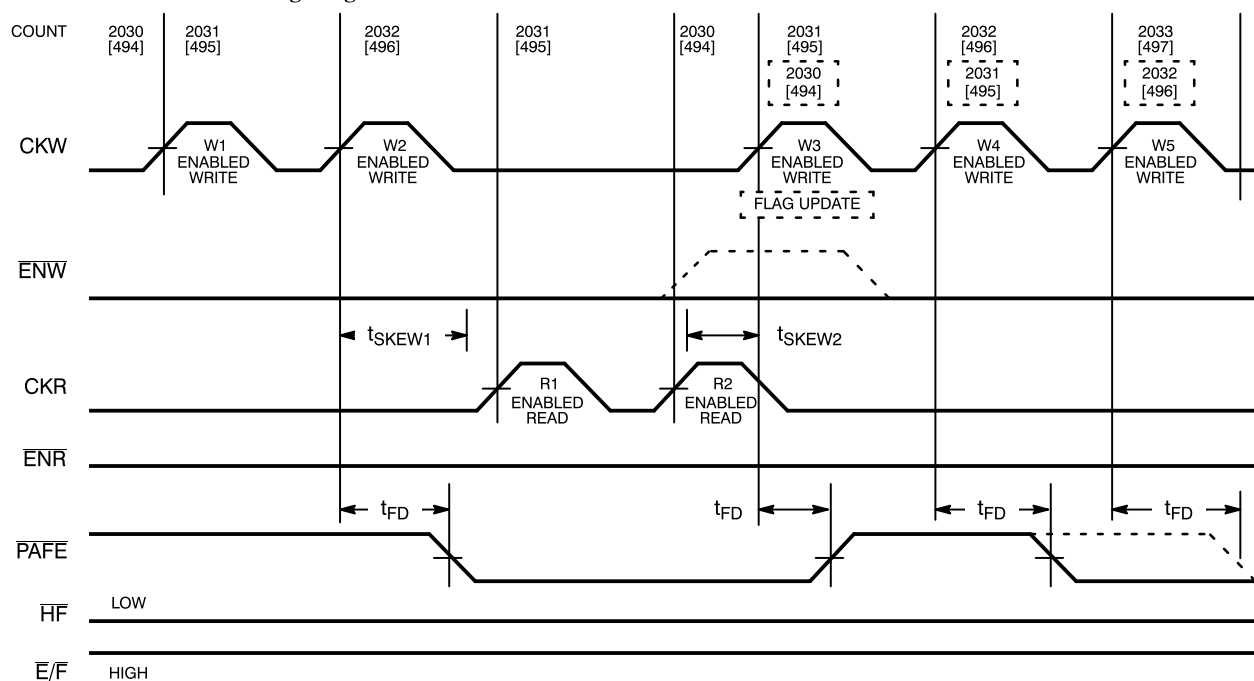 COUNT
2030 [494]
2031 [495]
2032 [496]
2031 [495]
2030 [494]
2031 [495]
2030 [494]
2032 [496]
2031 [495]
2033 [497]
2032 [496]
CKW
W1 ENABLED WRITE
W2 ENABLED WRITE
W3 ENABLED WRITE
W4 ENABLED WRITE
W5 ENABLED WRITE
FLAG UPDATE
ENW
tSKEW1
tSKEW2
CKR
R1 ENABLED READ
R2 ENABLED READ
ENR
tFD
tFD
tFD
tFD
PAFE
HF
LOW
E/F
HIGH